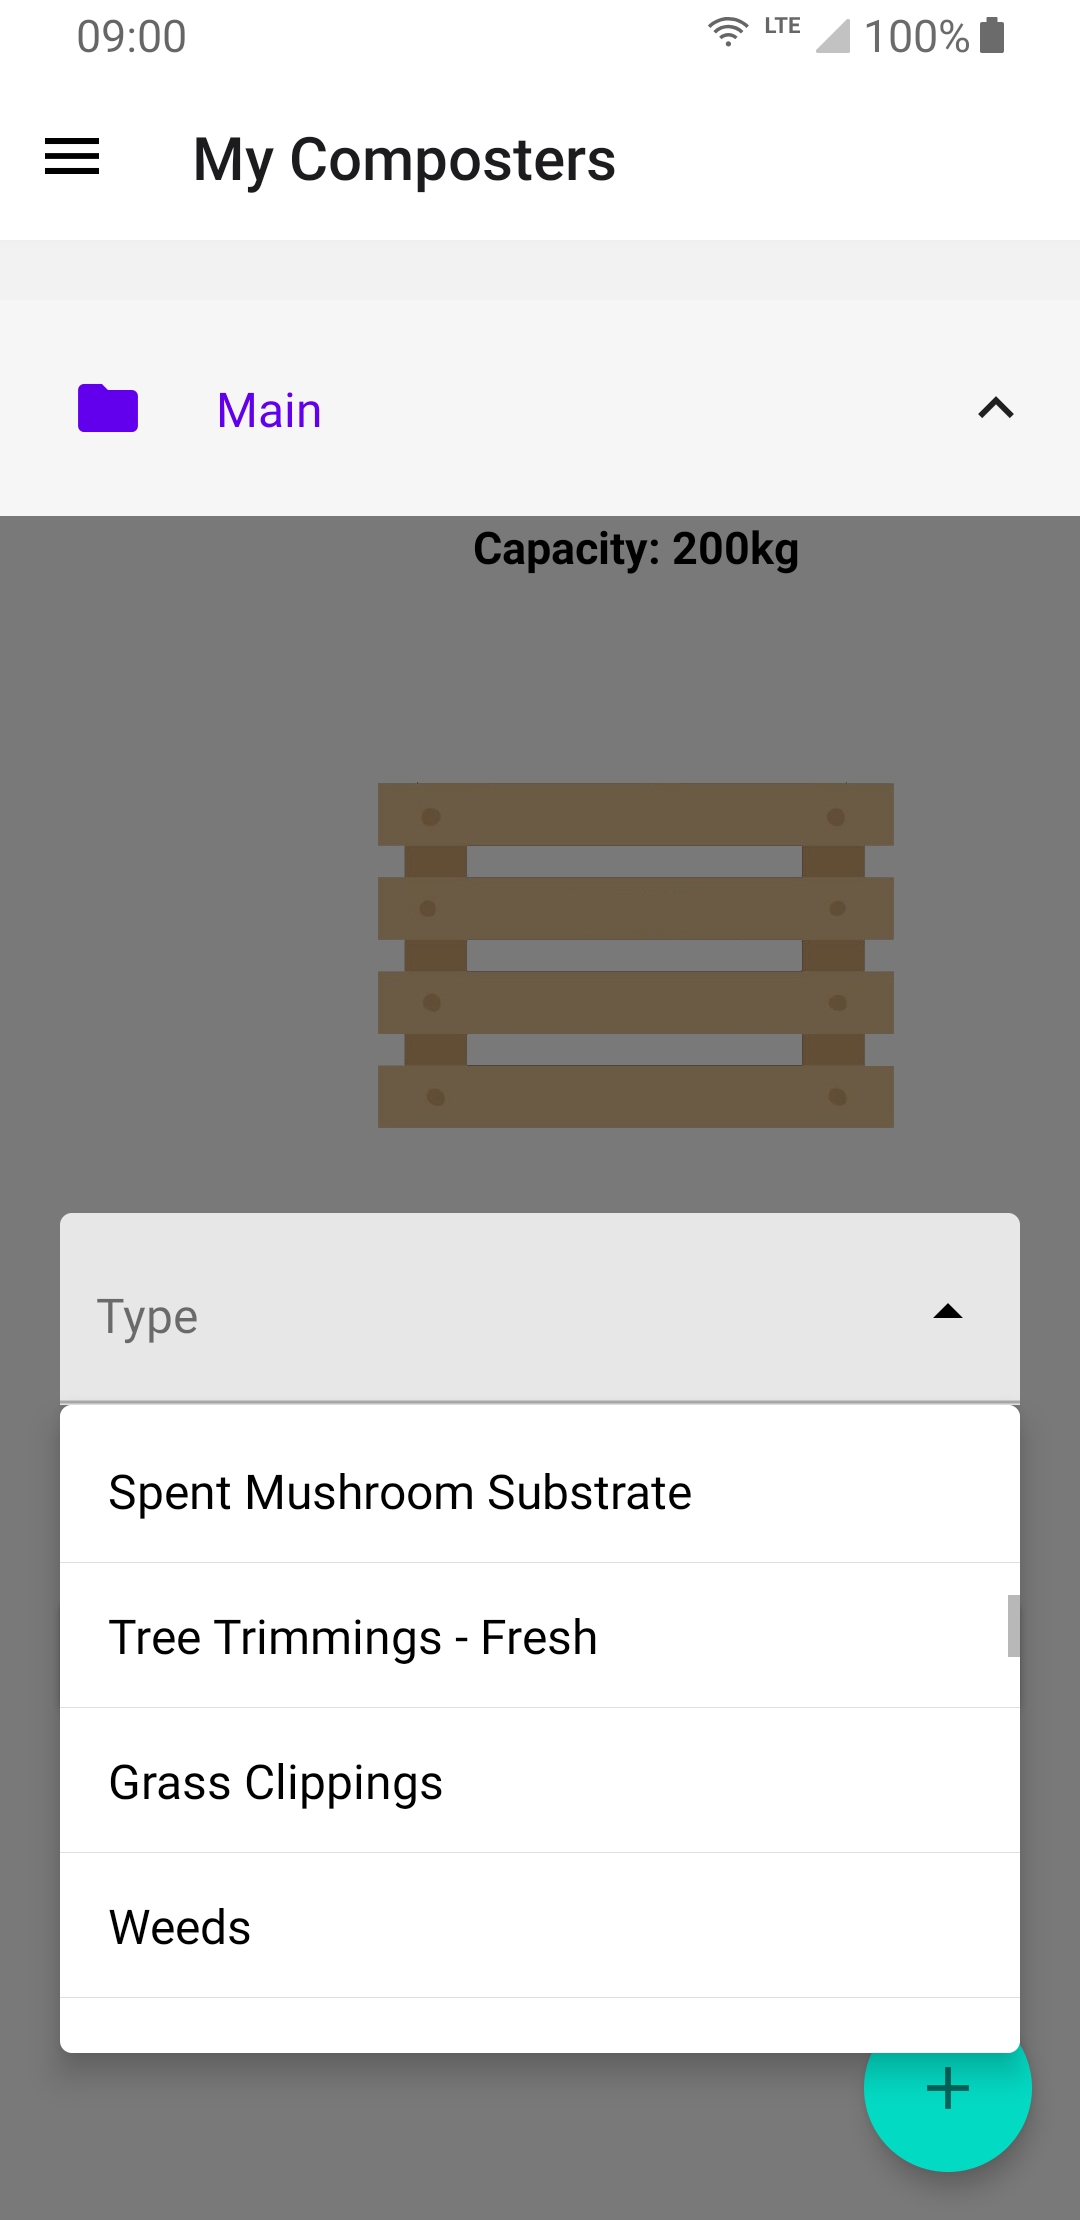 09:00
LTE 100%
My Composters
Main
Capacity: 200kg
Type
Spent Mushroom Substrate
Tree Trimmings - Fresh
Grass Clippings
Weeds